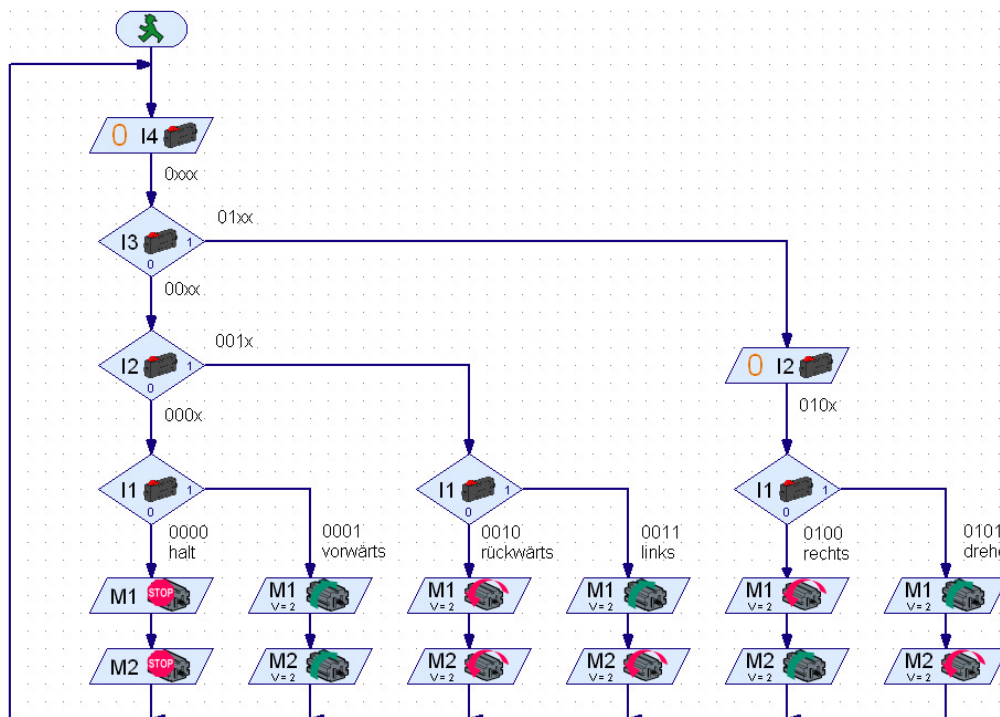 0 I4
0xxx
I3 1
0
01xx
00xx
I2 1
0
001x
0 I2
000x
010x
I1 1
0
I1 1
0
I1 1
0
0000
halt
0001
vorwärts
0010
rückwärts
0011
links
0100
rechts
0101
M1 STOP
M1
V= 2
M1
V= 2
M1
V= 2
M1
V= 2
M1
V= 2
M2 STOP
M2
V= 2
M2
V= 2
M2
V= 2
M2
V= 2
M2
V= 2